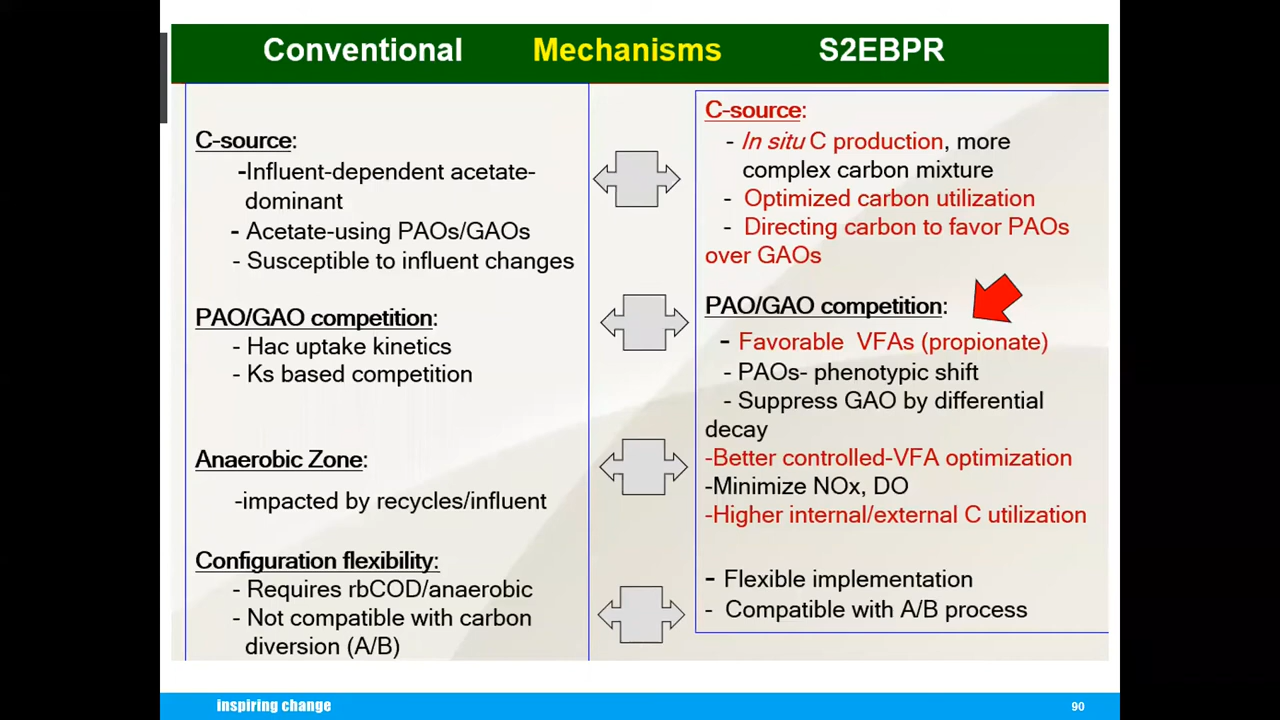 Conventional Mechanisms S2EBPR
C-source:
-Influent-dependent acetate-
dominant
- Acetate-using PAOs/GAOs
- Susceptible to influent changes
PAO/GAO competition:
- Hac uptake kinetics
- Ks based competition
Anaerobic Zone:
-impacted by recycles/influent
Configuration flexibility:
- Requires rbCOD/anaerobic
- Not compatible with carbon
diversion (A/B)
C-source:
- In situ C production, more
complex carbon mixture
- Optimized carbon utilization
- Directing carbon to favor PAOs
over GAOs
PAO/GAO competition:
- Favorable VFAs (propionate)
- PAOs- phenotypic shift
- Suppress GAO by differential
decay
-Better controlled-VFA optimization
-Minimize NOx, DO
-Higher internal/external C utilization
- Flexible implementation
- Compatible with A/B process
inspiring change
90